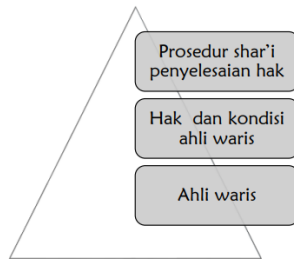 Prosedur shar'i
penyelesaian hak
Hak dan kondisi
ahli waris
Ahli waris